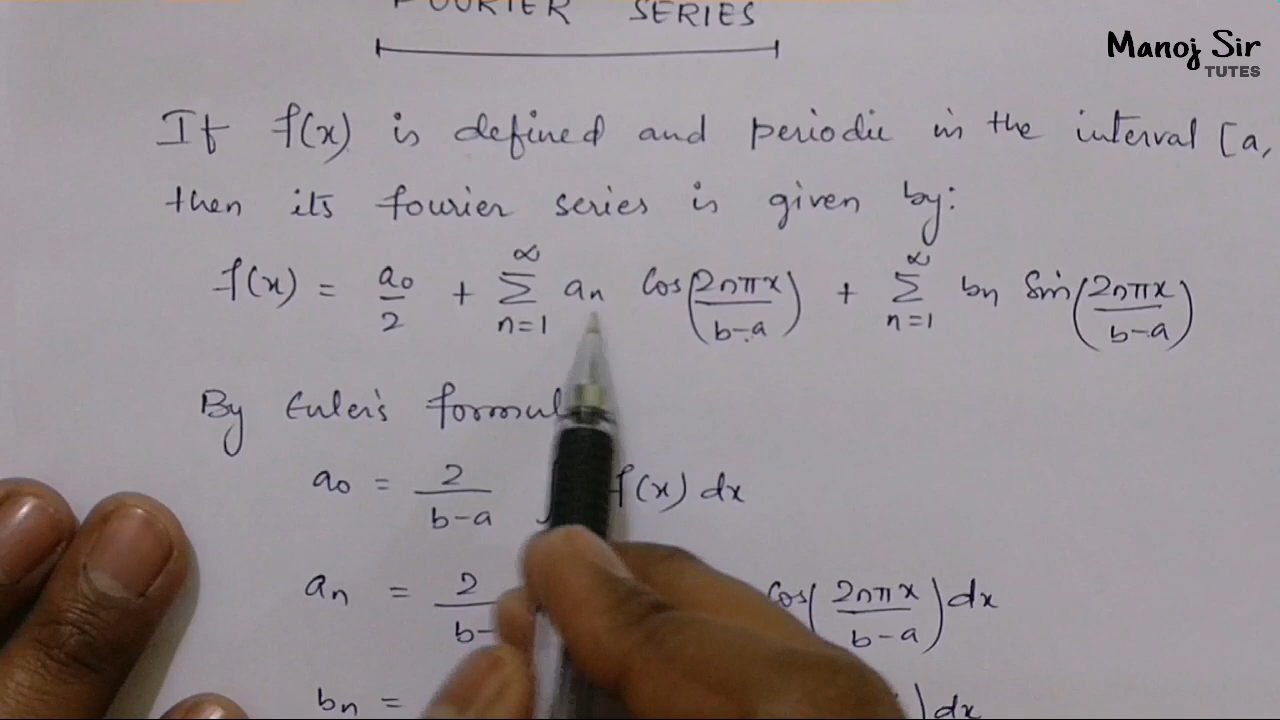 FOURIER SERIES
Manoj Sir
TUTES
If f(x) is defined and periodic in the interval [a,
then its fourier series is given by:
f(x) = a₀/2 + ∑_{n=1}^{∞} aₙ Cos(2nπx/(b-a)) + ∑_{n=1}^{∞} bₙ Sin(2nπx/(b-a))
By Euler's
a₀ = 2/(b-a) f(x) dx
aₙ = 2/(b- cos(2nπx/(b-a)) dx
bₙ = ) dx